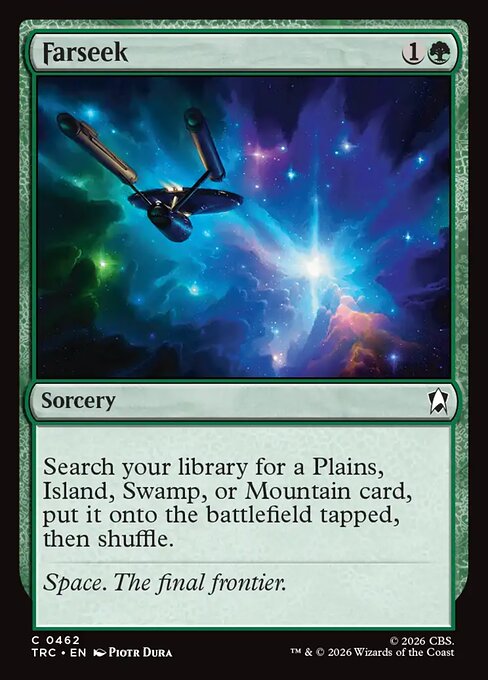 Farseek 1
Sorcery
Search your library for a Plains,
Island, Swamp, or Mountain card,
put it onto the battlefield tapped,
then shuffle.
Space. The final frontier.
C 0462
TRC • EN Piotr Dura
© 2026 CBS.
™ & © 2026 Wizards of the Coast